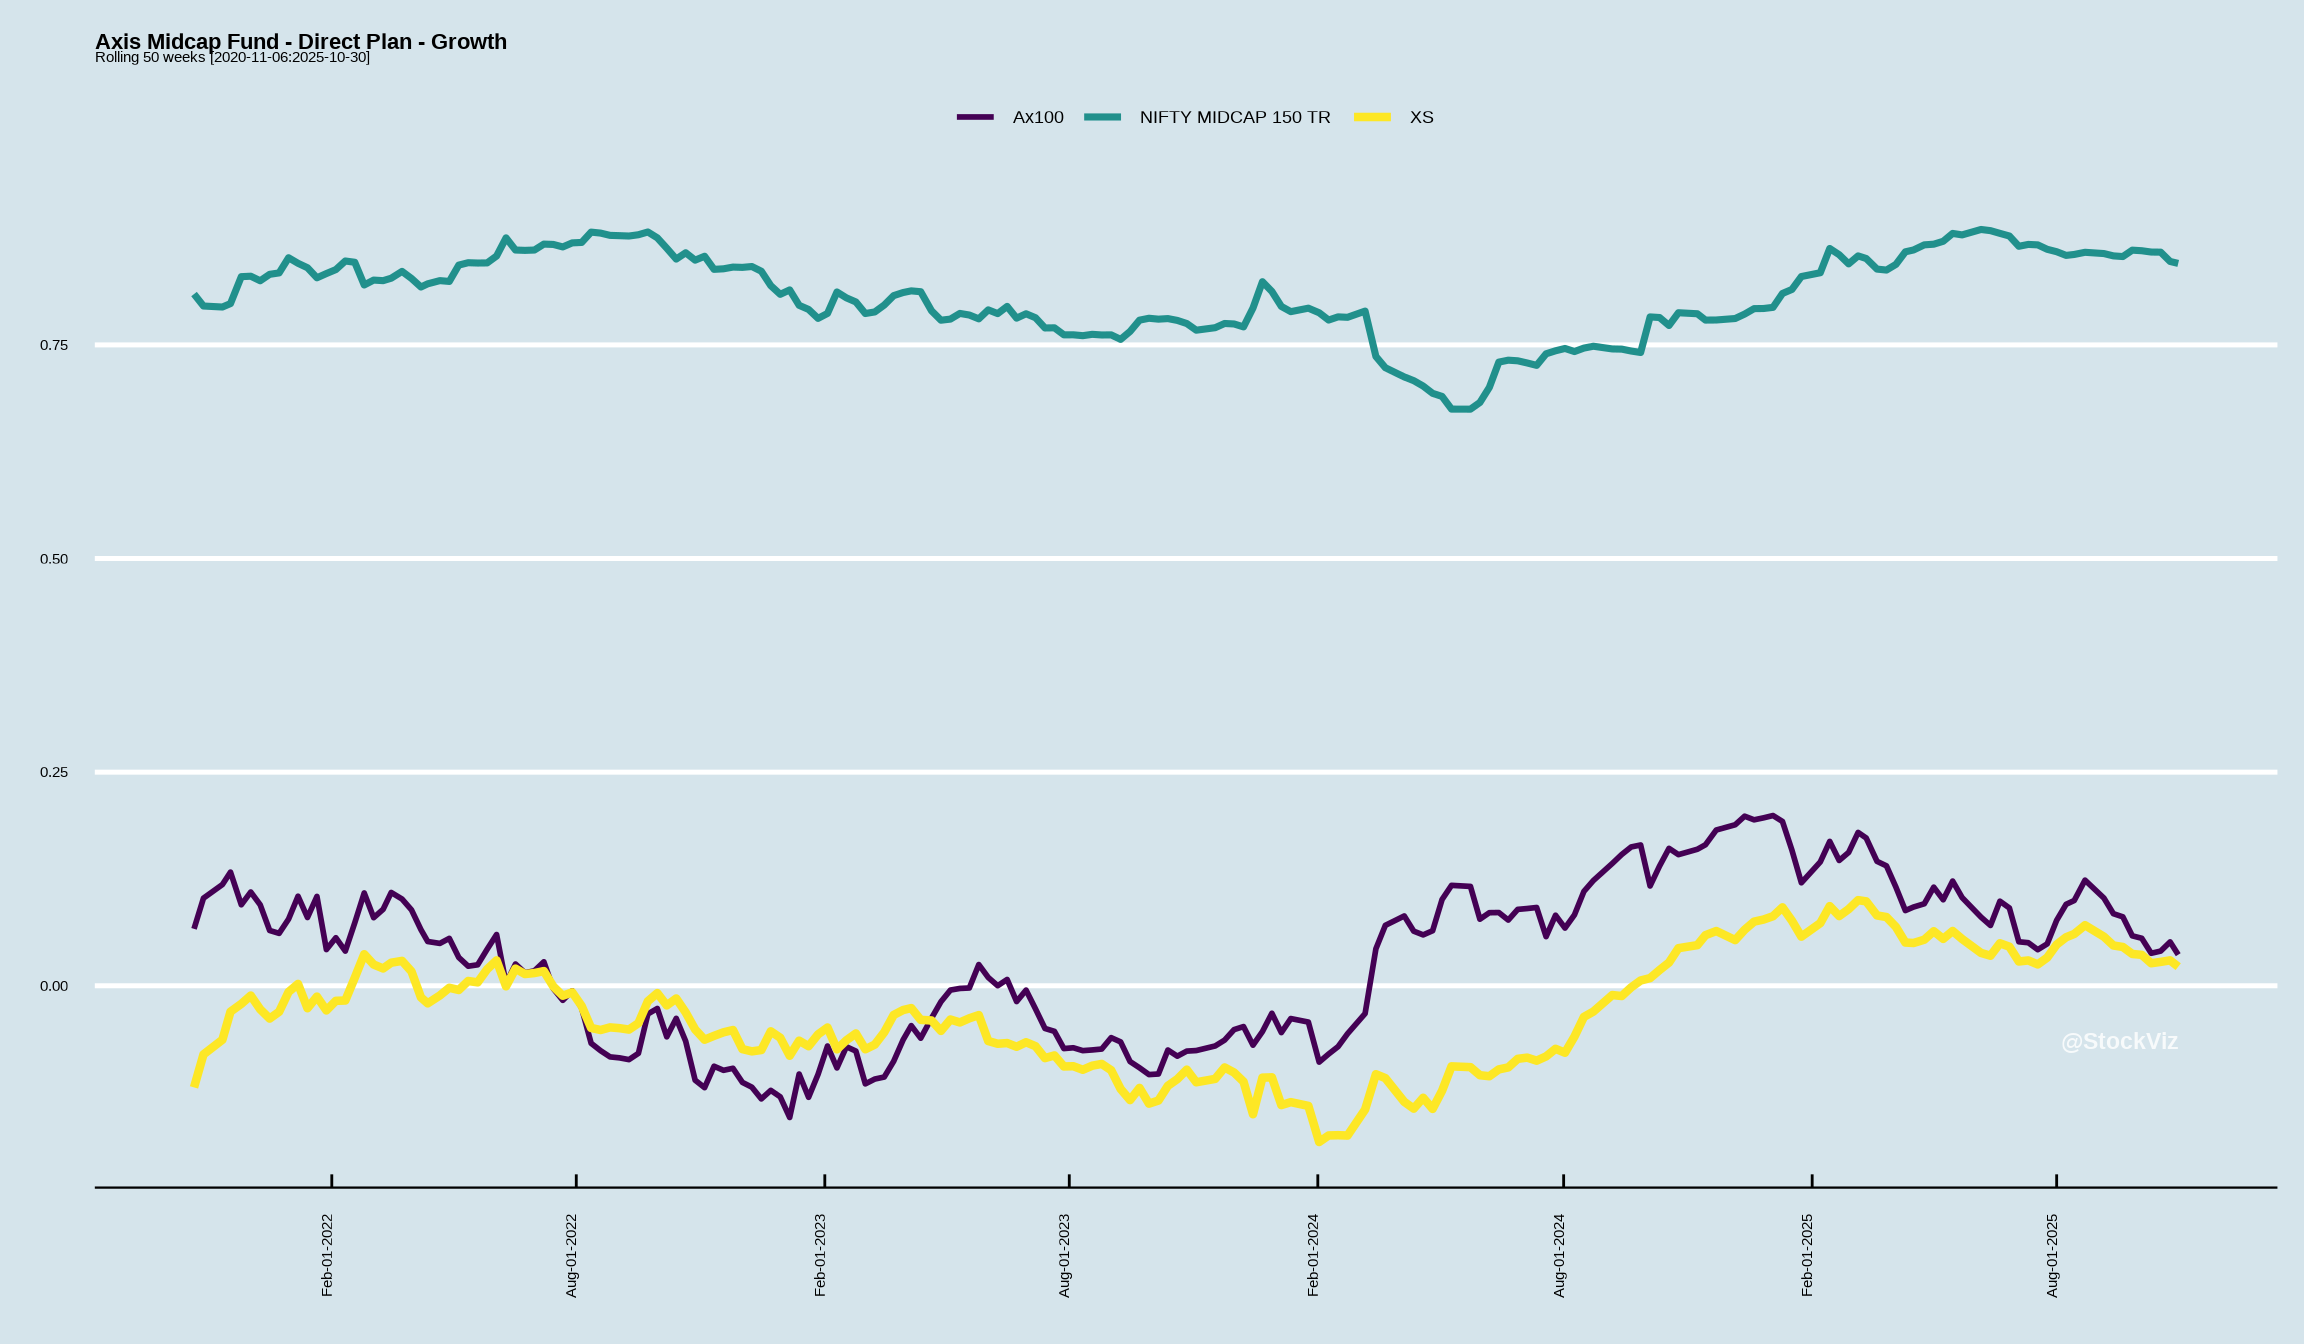 Axis Midcap Fund - Direct Plan - Growth
Rolling 50 weeks [2020-11-06:2025-10-30]
Ax100 NIFTY MIDCAP 150 TR XS
0.75
0.50
0.25
0.00
@StockViz
Feb-01-2022 Aug-01-2022 Feb-01-2023 Aug-01-2023 Feb-01-2024 Aug-01-2024 Feb-01-2025 Aug-01-2025